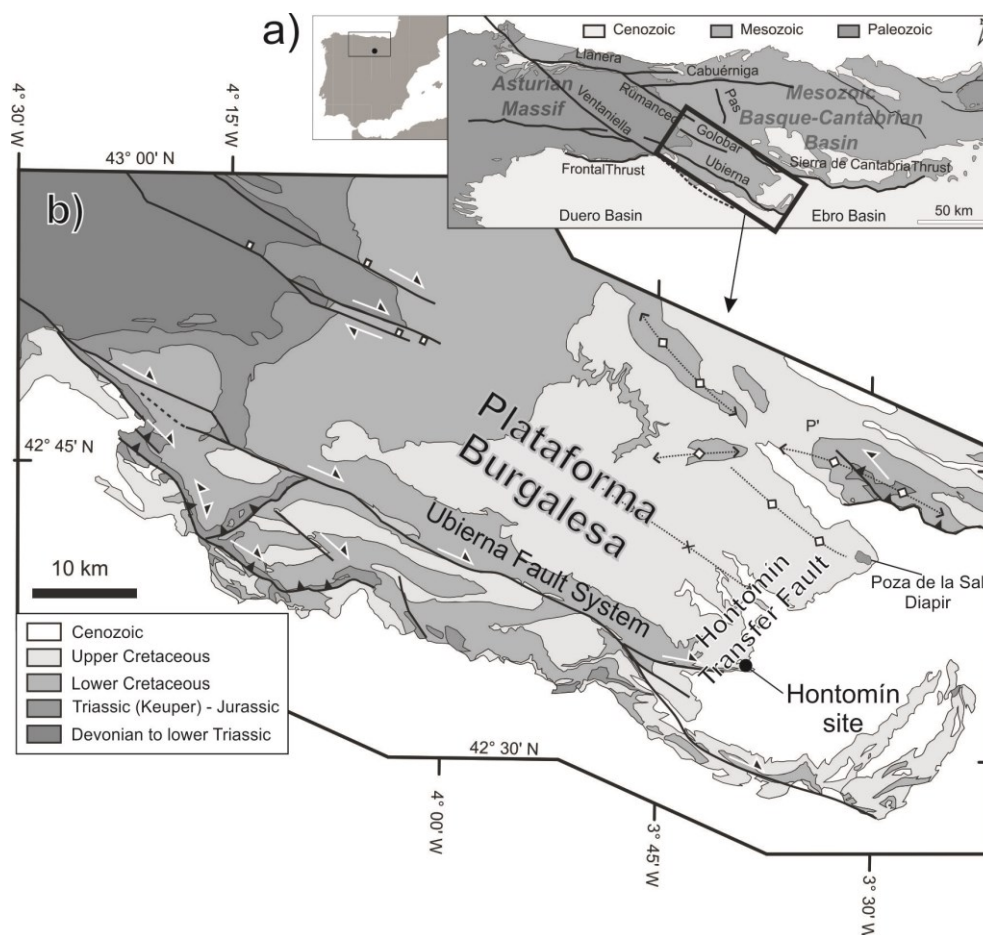 a)
Cenozoic
Mesozoic
Paleozoic
Llanera
Cabuérniga
Asturian
Massif
Ventaniella
Rumaceo
Pas
Mesozoic
Basque-Cantabrian
Basin
Golobar
Ubierna
Sierra de CantabriaThrust
FrontalThrust
Duero Basin
Ebro Basin
50 km
4° 30' W
4° 15' W
43° 00' N
b)
42° 45' N
P'
Plataforma
Burgalesa
Ubierna Fault System
Hontomín
Transfer Fault
Poza de la Sal
Diapir
Hontomín
site
10 km
Cenozoic
Upper Cretaceous
Lower Cretaceous
Triassic (Keuper) - Jurassic
Devonian to lower Triassic
42° 30' N
4° 00' W
3° 45' W
3° 30' W